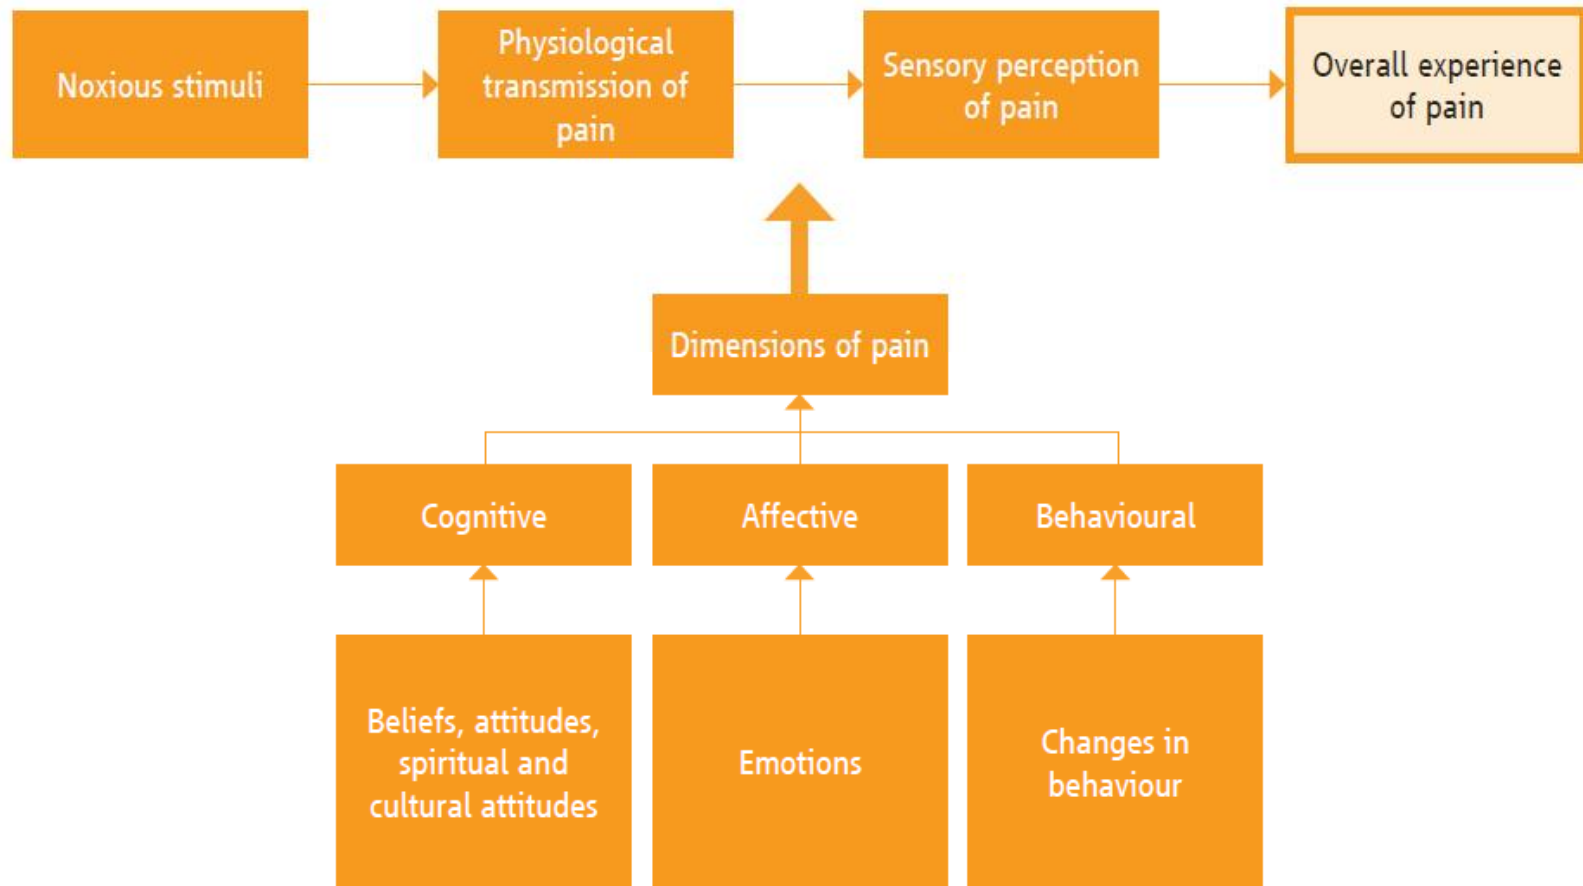 Noxious stimuli
Physiological
transmission of
pain
Sensory perception
of pain
Overall experience
of pain
Dimensions of pain
Cognitive
Affective
Behavioural
Beliefs, attitudes,
spiritual and
cultural attitudes
Emotions
Changes in
behaviour